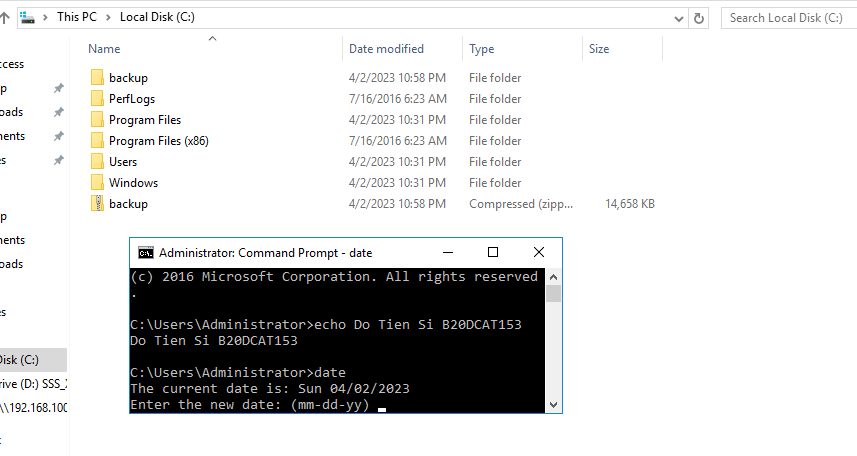 This PC > Local Disk (C:)
Search Local Disk (C:)
Name Date modified Type Size
backup 4/2/2023 10:58 PM File folder
PerfLogs 7/16/2016 6:23 AM File folder
Program Files 4/2/2023 10:31 PM File folder
Program Files (x86) 7/16/2016 6:23 AM File folder
Users 4/2/2023 10:31 PM File folder
Windows 4/2/2023 10:31 PM File folder
backup 4/2/2023 10:58 PM Compressed (zipp... 14,658 KB
ccess
p
oads
ments
es
p
ments
oads
es
Disk (C:)
rive (D:) SSS_
\\192.168.100
Administrator: Command Prompt - date
(c) 2016 Microsoft Corporation. All rights reserved
.
C:\Users\Administrator>echo Do Tien Si B20DCAT153
Do Tien Si B20DCAT153
C:\Users\Administrator>date
The current date is: Sun 04/02/2023
Enter the new date: (mm-dd-yy)